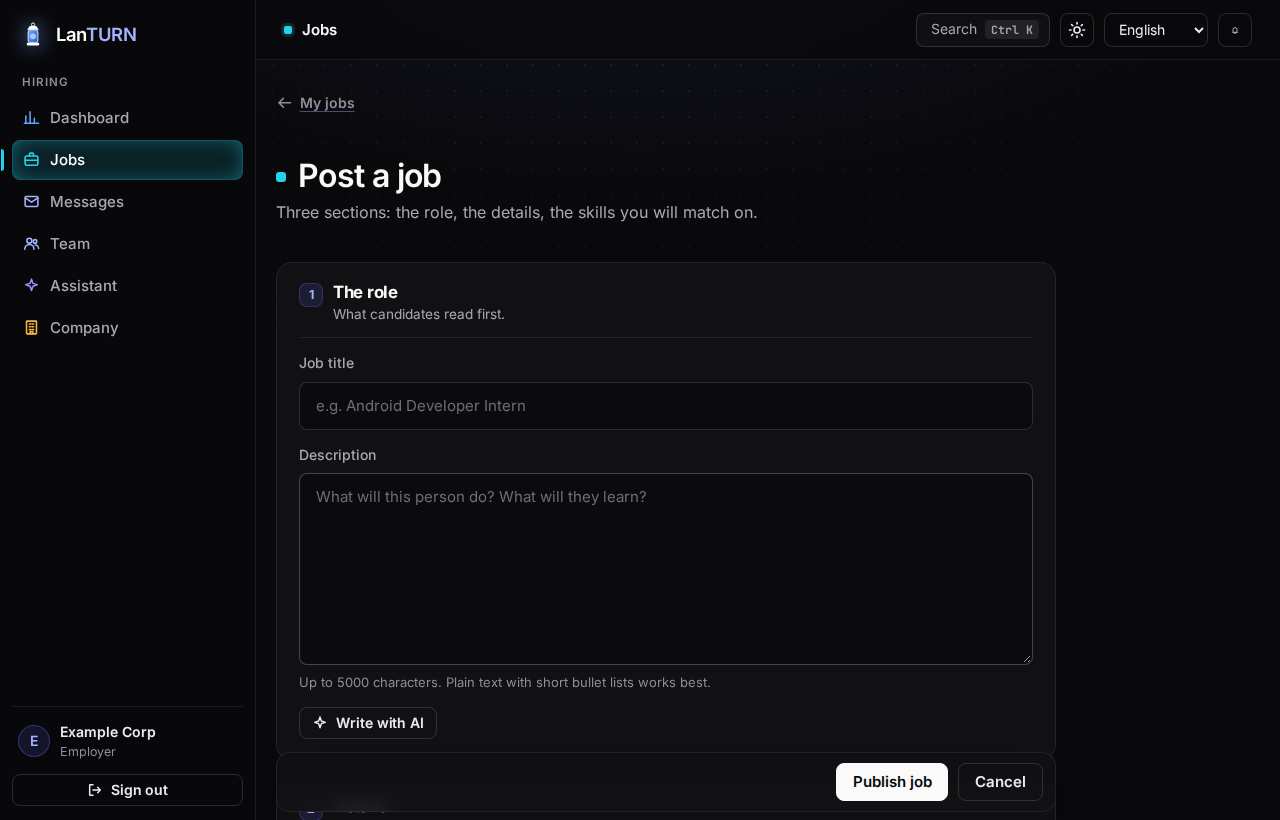 LanTURN
HIRING
Dashboard
Jobs
Messages
Team
Assistant
Company
E
Example Corp
Employer
Sign out
Jobs
Search Ctrl K
English
My jobs
Post a job
Three sections: the role, the details, the skills you will match on.
1
The role
What candidates read first.
Job title
e.g. Android Developer Intern
Description
What will this person do? What will they learn?
Up to 5000 characters. Plain text with short bullet lists works best.
Write with AI
Publish job
Cancel